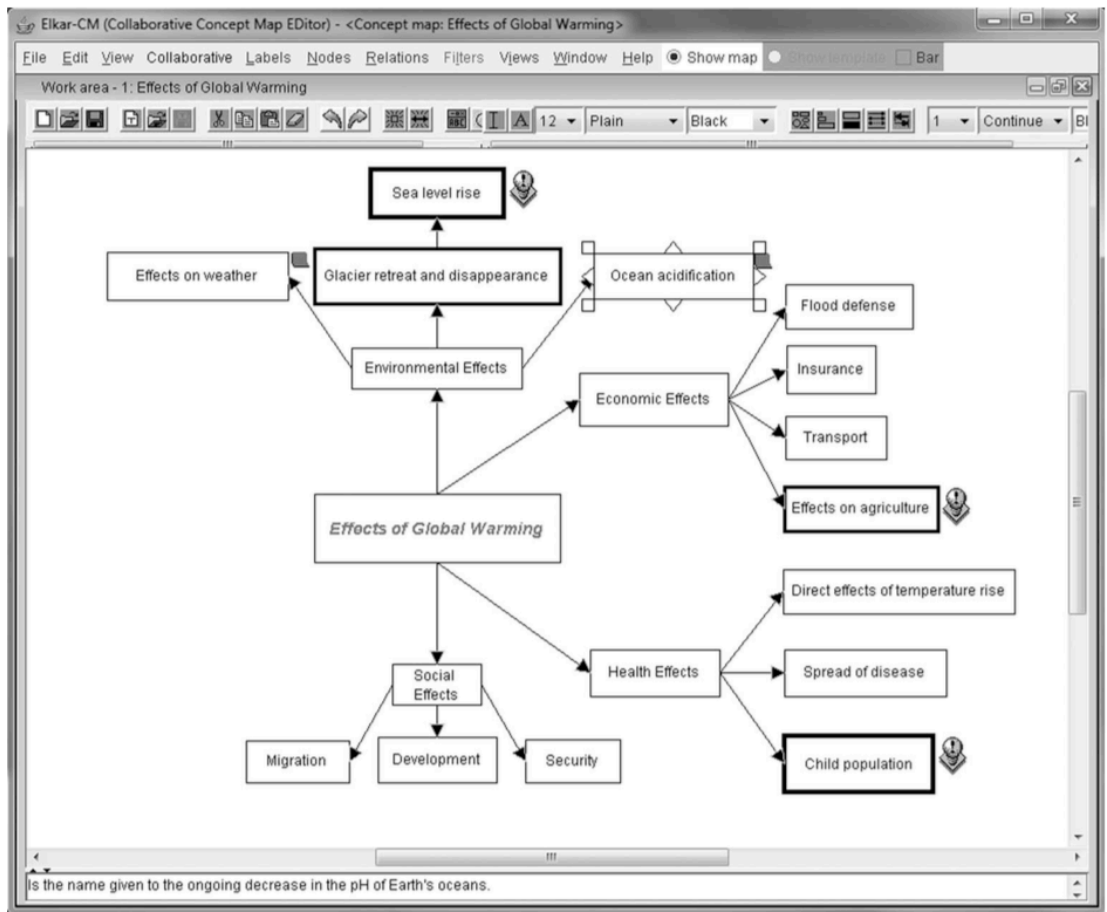 Elkar-CM (Collaborative Concept Map EDitor) - <Concept map: Effects of Global Warming>
File Edit View Collaborative Labels Nodes Relations Filters Views Window Help Show map Show template Bar
Work area - 1: Effects of Global Warming
12 Plain Black 1 Continue Bl
Sea level rise
Effects on weather
Glacier retreat and disappearance
Ocean acidification
Flood defense
Environmental Effects
Insurance
Economic Effects
Transport
Effects on agriculture
Effects of Global Warming
Direct effects of temperature rise
Social
Effects
Health Effects
Spread of disease
Migration
Development
Security
Child population
Is the name given to the ongoing decrease in the pH of Earth's oceans.